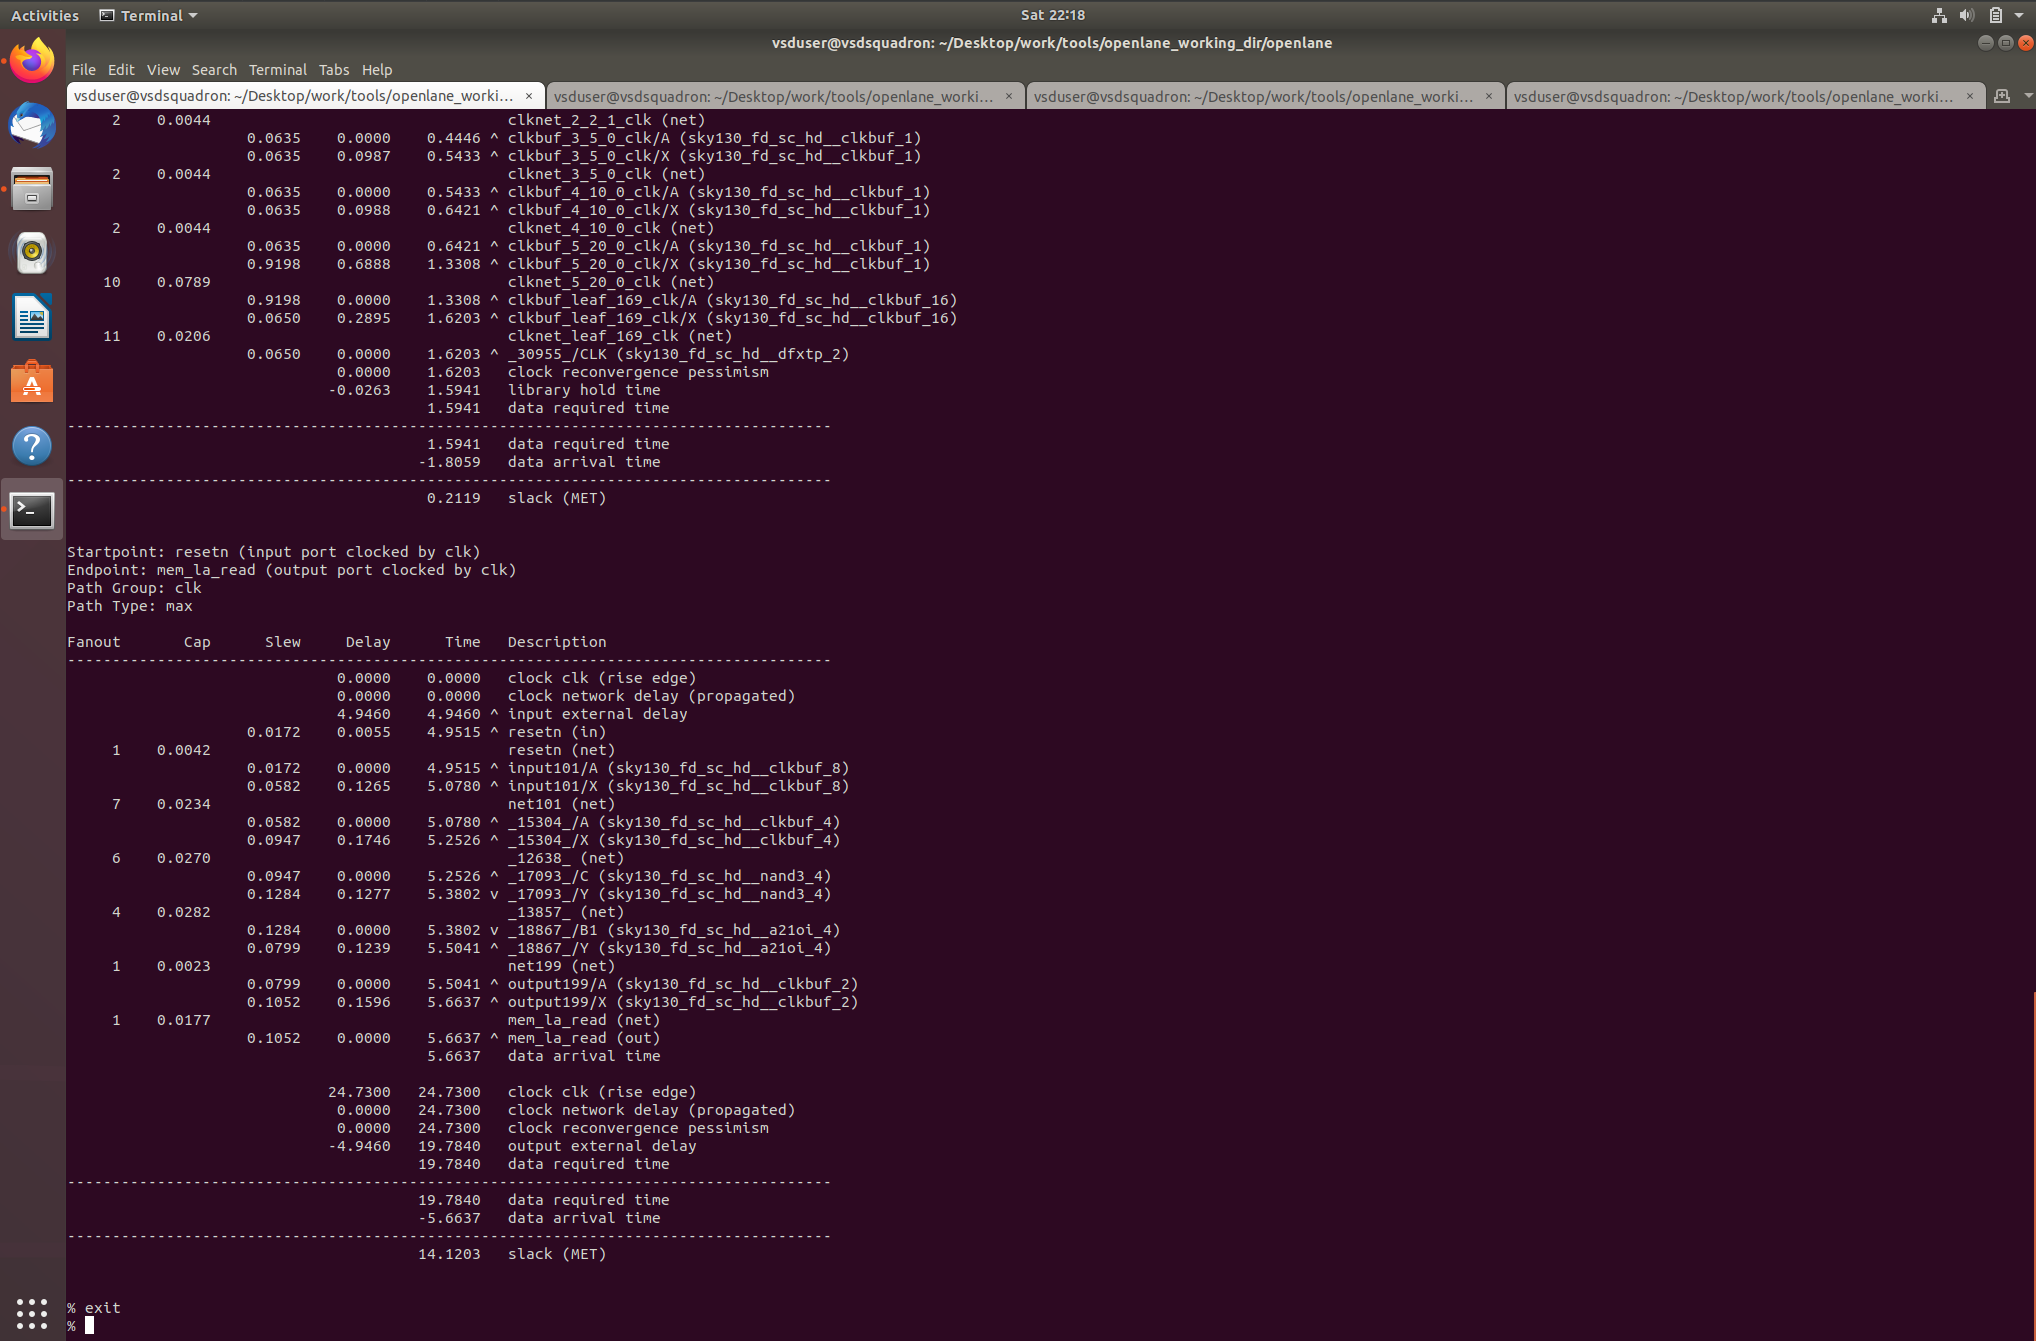 Activities Terminal Sat 22:18
vsduser@vsdsquadron: ~/Desktop/work/tools/openlane_working_dir/openlane
File Edit View Search Terminal Tabs Help
vsduser@vsdsquadron: ~/Desktop/work/tools/openlane_worki... × vsduser@vsdsquadron: ~/Desktop/work/tools/openlane_worki... × vsduser@vsdsquadron: ~/Desktop/work/tools/openlane_worki... × vsduser@vsdsquadron: ~/Desktop/work/tools/openlane_worki... ×
2 0.0044 clknet_2_2_1_clk (net)
0.0635 0.0000 0.4446 ^ clkbuf_3_5_0_clk/A (sky130_fd_sc_hd__clkbuf_1)
0.0635 0.0987 0.5433 ^ clkbuf_3_5_0_clk/X (sky130_fd_sc_hd__clkbuf_1)
2 0.0044 clknet_3_5_0_clk (net)
0.0635 0.0000 0.5433 ^ clkbuf_4_10_0_clk/A (sky130_fd_sc_hd__clkbuf_1)
0.0635 0.0988 0.6421 ^ clkbuf_4_10_0_clk/X (sky130_fd_sc_hd__clkbuf_1)
2 0.0044 clknet_4_10_0_clk (net)
0.0635 0.0000 0.6421 ^ clkbuf_5_20_0_clk/A (sky130_fd_sc_hd__clkbuf_1)
0.9198 0.6888 1.3308 ^ clkbuf_5_20_0_clk/X (sky130_fd_sc_hd__clkbuf_1)
10 0.0789 clknet_5_20_0_clk (net)
0.9198 0.0000 1.3308 ^ clkbuf_leaf_169_clk/A (sky130_fd_sc_hd__clkbuf_16)
0.0650 0.2895 1.6203 ^ clkbuf_leaf_169_clk/X (sky130_fd_sc_hd__clkbuf_16)
11 0.0206 clknet_leaf_169_clk (net)
0.0650 0.0000 1.6203 ^ _30955_/CLK (sky130_fd_sc_hd__dfxtp_2)
0.0000 1.6203 clock reconvergence pessimism
-0.0263 1.5941 library hold time
1.5941 data required time
-------------------------------------------------------------------------------------
1.5941 data required time
-1.8059 data arrival time
-------------------------------------------------------------------------------------
0.2119 slack (MET)
Startpoint: resetn (input port clocked by clk)
Endpoint: mem_la_read (output port clocked by clk)
Path Group: clk
Path Type: max
Fanout Cap Slew Delay Time Description
-------------------------------------------------------------------------------------
0.0000 0.0000 clock clk (rise edge)
0.0000 0.0000 clock network delay (propagated)
4.9460 4.9460 ^ input external delay
0.0172 0.0055 4.9515 ^ resetn (in)
1 0.0042 resetn (net)
0.0172 0.0000 4.9515 ^ input101/A (sky130_fd_sc_hd__clkbuf_8)
0.0582 0.1265 5.0780 ^ input101/X (sky130_fd_sc_hd__clkbuf_8)
7 0.0234 net101 (net)
0.0582 0.0000 5.0780 ^ _15304_/A (sky130_fd_sc_hd__clkbuf_4)
0.0947 0.1746 5.2526 ^ _15304_/X (sky130_fd_sc_hd__clkbuf_4)
6 0.0270 _12638_ (net)
0.0947 0.0000 5.2526 ^ _17093_/C (sky130_fd_sc_hd__nand3_4)
0.1284 0.1277 5.3802 v _17093_/Y (sky130_fd_sc_hd__nand3_4)
4 0.0282 _13857_ (net)
0.1284 0.0000 5.3802 v _18867_/B1 (sky130_fd_sc_hd__a21oi_4)
0.0799 0.1239 5.5041 ^ _18867_/Y (sky130_fd_sc_hd__a21oi_4)
1 0.0023 net199 (net)
0.0799 0.0000 5.5041 ^ output199/A (sky130_fd_sc_hd__clkbuf_2)
0.1052 0.1596 5.6637 ^ output199/X (sky130_fd_sc_hd__clkbuf_2)
1 0.0177 mem_la_read (net)
0.1052 0.0000 5.6637 ^ mem_la_read (out)
5.6637 data arrival time
24.7300 24.7300 clock clk (rise edge)
0.0000 24.7300 clock network delay (propagated)
0.0000 24.7300 clock reconvergence pessimism
-4.9460 19.7840 output external delay
19.7840 data required time
-------------------------------------------------------------------------------------
19.7840 data required time
-5.6637 data arrival time
-------------------------------------------------------------------------------------
14.1203 slack (MET)
% exit
%